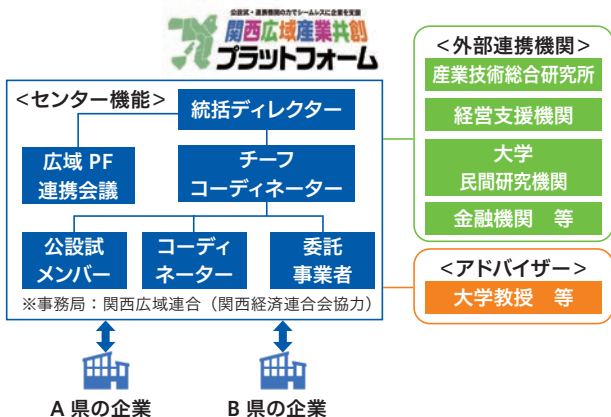 公設試・連携機関の力でシームレスに企業を支援
関西広域産業共創
プラットフォーム
＜センター機能＞
統括ディレクター
広域 PF
連携会議
チーフ
コーディネーター
公設試
メンバー
コーディ
ネーター
委託
事業者
※事務局：関西広域連合（関西経済連合会協力）
A 県の企業
B 県の企業
＜外部連携機関＞
産業技術総合研究所
経営支援機関
大学
民間研究機関
金融機関　等
＜アドバイザー＞
大学教授　等